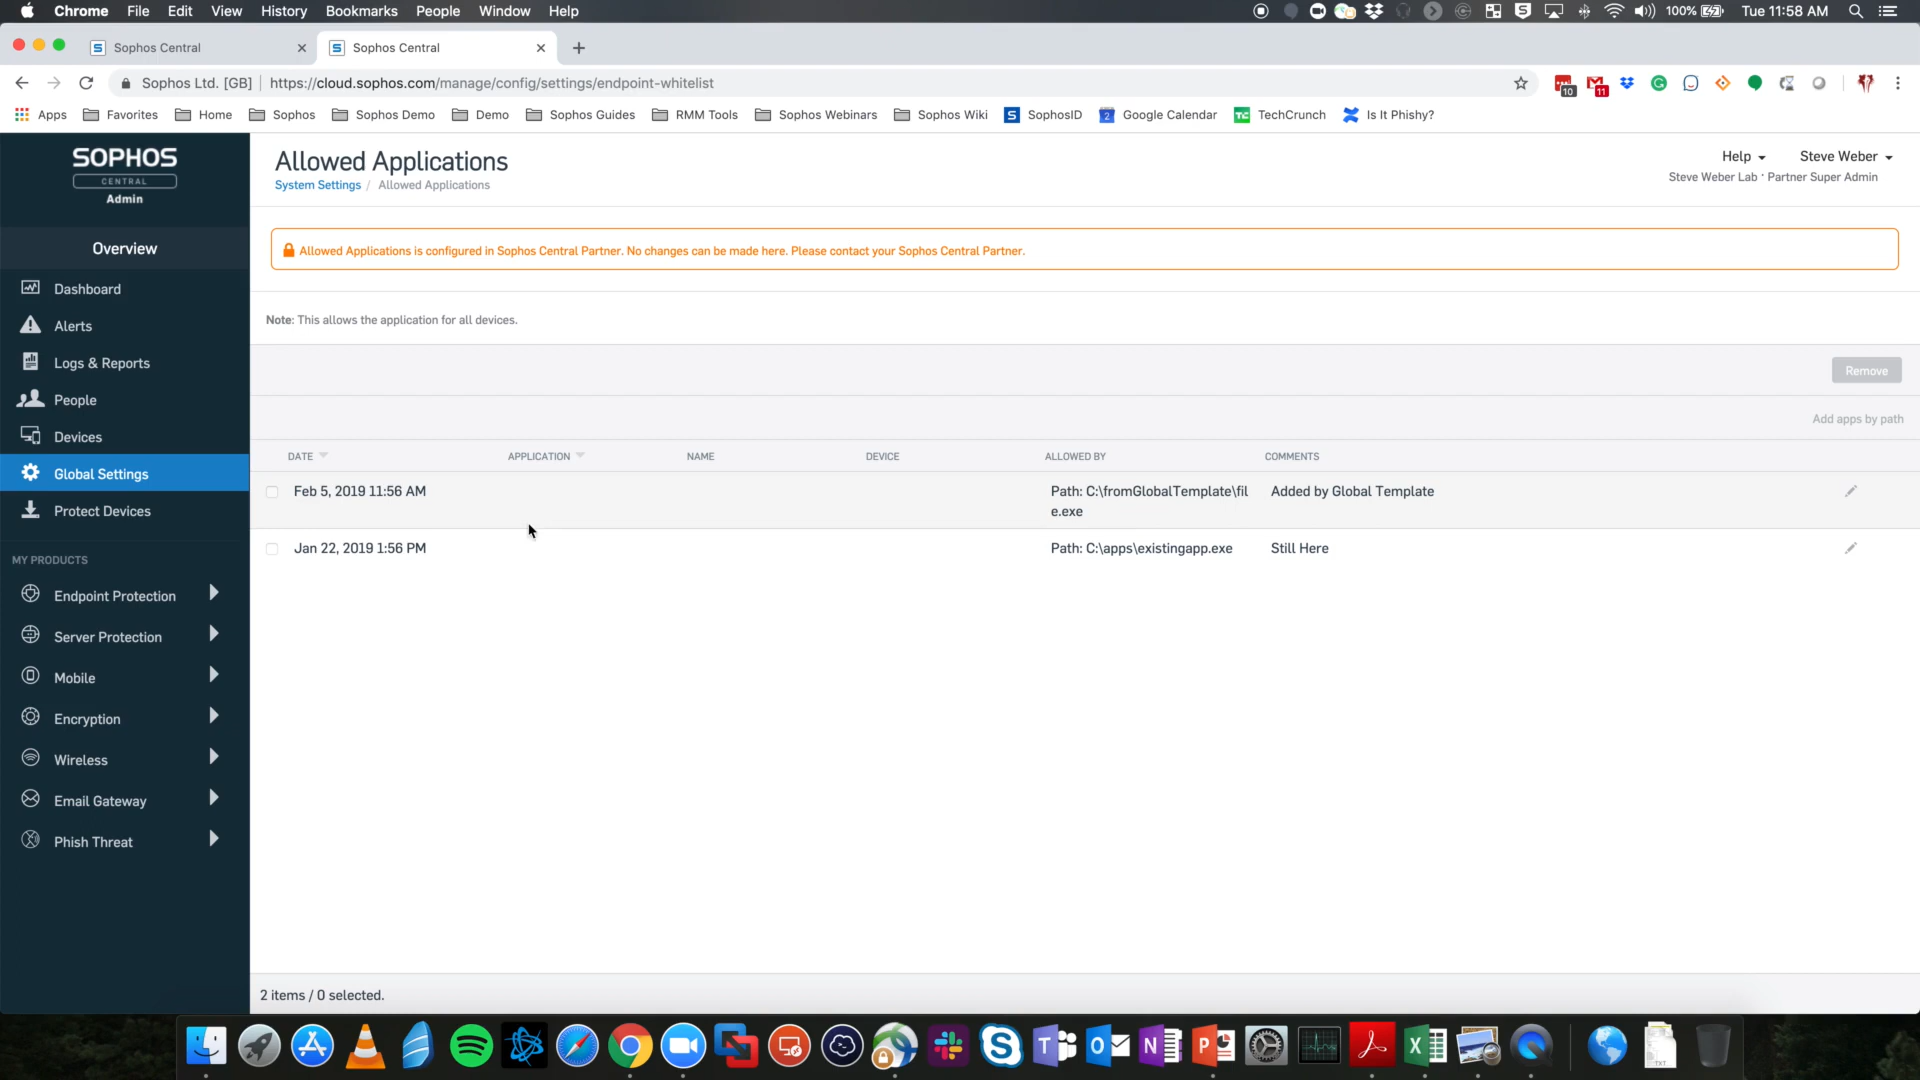 Chrome File Edit View History Bookmarks People Window Help 100% Tue 11:58 AM
Sophos Central Sophos Central
Sophos Ltd. [GB] https://cloud.sophos.com/manage/config/settings/endpoint-whitelist 10 11
Apps Favorites Home Sophos Sophos Demo Demo Sophos Guides RMM Tools Sophos Webinars Sophos Wiki SophosID Google Calendar TechCrunch Is It Phishy?
SOPHOS
CENTRAL
Admin
Overview
Dashboard
Alerts
Logs & Reports
People
Devices
Global Settings
Protect Devices
MY PRODUCTS
Endpoint Protection
Server Protection
Mobile
Encryption
Wireless
Email Gateway
Phish Threat
Allowed Applications
System Settings / Allowed Applications
Help Steve Weber
Steve Weber Lab · Partner Super Admin
Allowed Applications is configured in Sophos Central Partner. No changes can be made here. Please contact your Sophos Central Partner.
Note: This allows the application for all devices.
Remove
Add apps by path
DATE APPLICATION NAME DEVICE ALLOWED BY COMMENTS
Feb 5, 2019 11:56 AM Path: C:\fromGlobalTemplate\fil Added by Global Template
e.exe
Jan 22, 2019 1:56 PM Path: C:\apps\existingapp.exe Still Here
2 items / 0 selected.